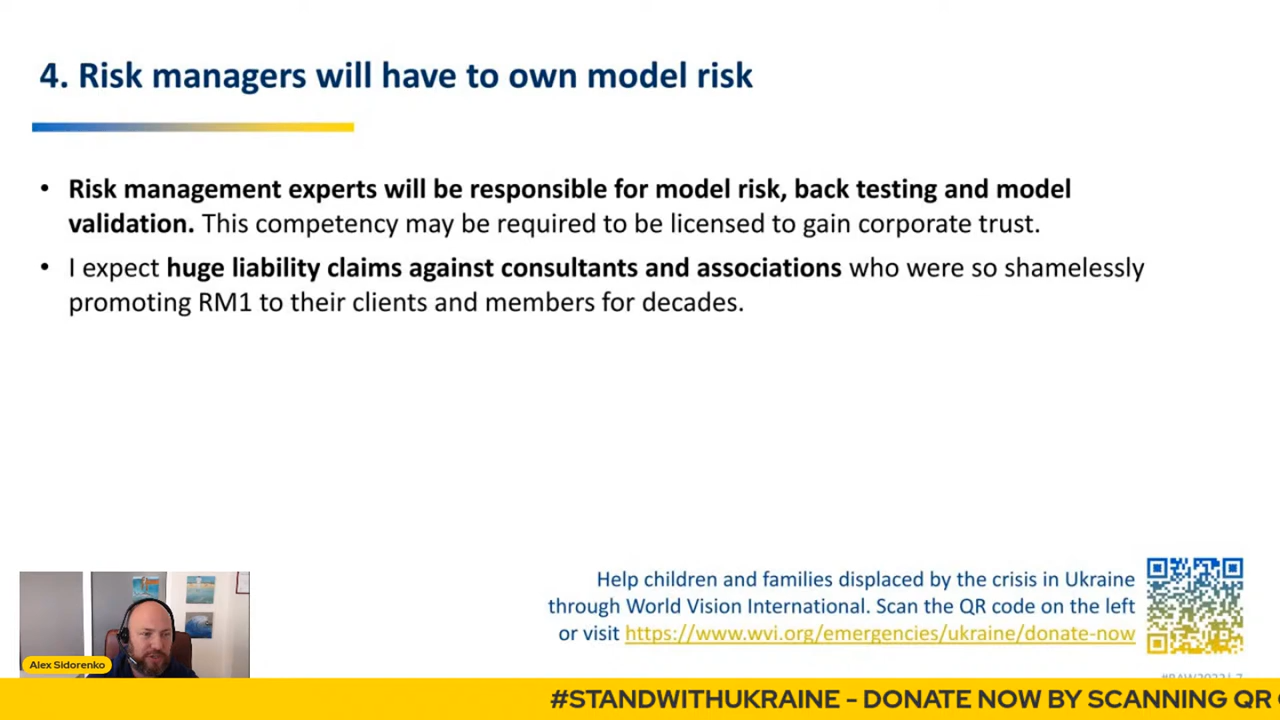 4. Risk managers will have to own model risk
• Risk management experts will be responsible for model risk, back testing and model
validation. This competency may be required to be licensed to gain corporate trust.
• I expect huge liability claims against consultants and associations who were so shamelessly
promoting RM1 to their clients and members for decades.
Help children and families displaced by the crisis in Ukraine
through World Vision International. Scan the QR code on the left
or visit https://www.wvi.org/emergencies/ukraine/donate-now
Alex Sidorenko
#STANDWITHUKRAINE - DONATE NOW BY SCANNING QR